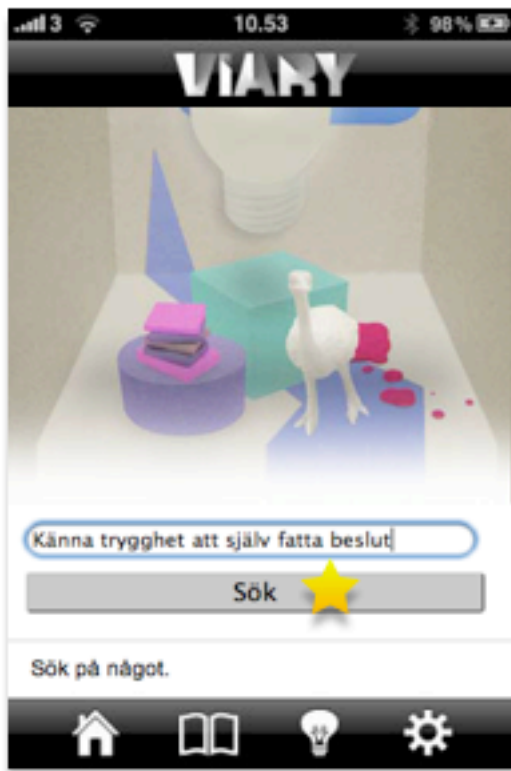 3 10.53 98%
VIARY
Känna trygghet att själv fatta beslut
Sök
Sök på något.